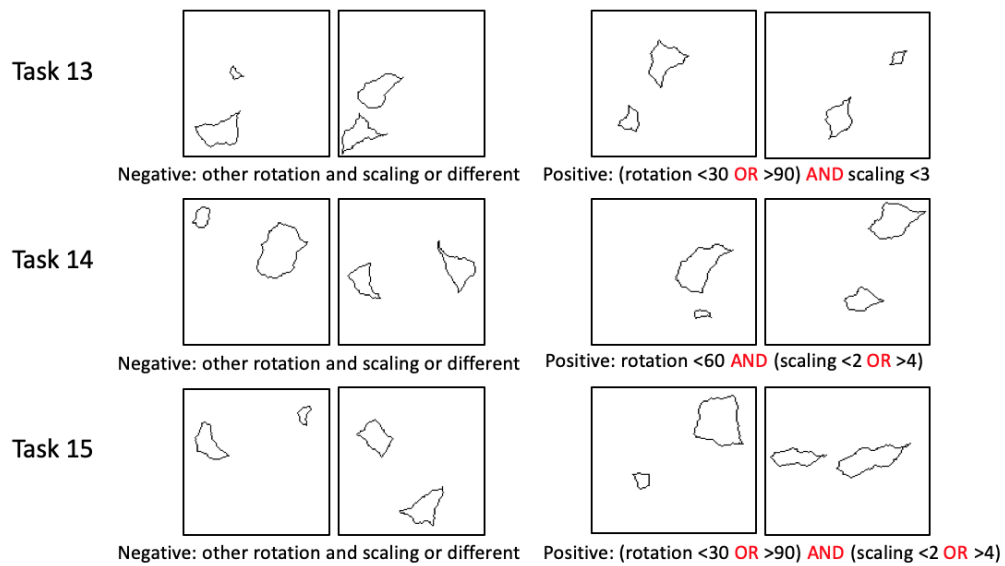 Task 13
Negative: other rotation and scaling or different
Positive: (rotation <30 OR >90) AND scaling <3
Task 14
Negative: other rotation and scaling or different
Positive: rotation <60 AND (scaling <2 OR >4)
Task 15
Negative: other rotation and scaling or different
Positive: (rotation <30 OR >90) AND (scaling <2 OR >4)